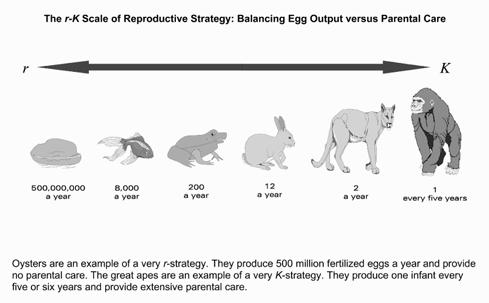 The r-K Scale of Reproductive Strategy: Balancing Egg Output versus Parental Care
r K
500,000,000 8,000 200 12 2 1
a year a year a year a year a year every five years
Oysters are an example of a very r-strategy. They produce 500 million fertilized eggs a year and provide
no parental care. The great apes are an example of a very K-strategy. They produce one infant every
five or six years and provide extensive parental care.